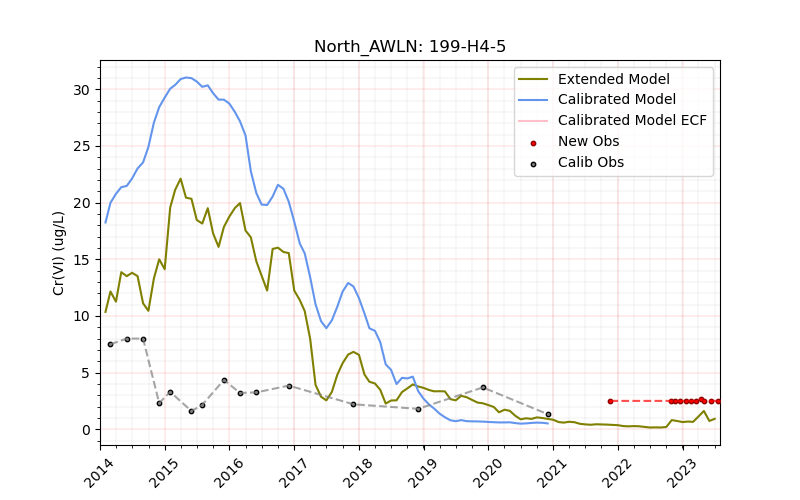 North_AWLN: 199-H4-5
Extended Model
Calibrated Model
Calibrated Model ECF
New Obs
Calib Obs
Cr(VI) (ug/L)
30
25
20
15
10
5
0
2014
2015
2016
2017
2018
2019
2020
2021
2022
2023